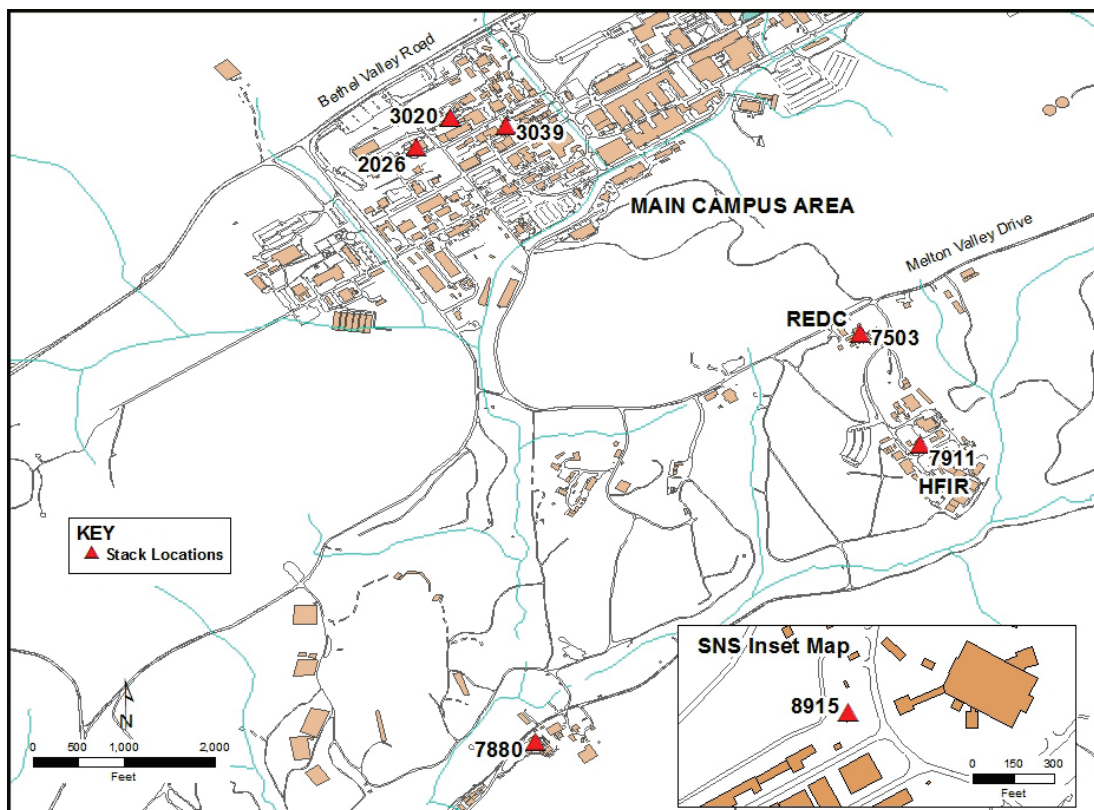 Bethel Valley Road
3020
3039
2026
MAIN CAMPUS AREA
Melton Valley Drive
REDC
7503
7911
HFIR
KEY
Stack Locations
SNS Inset Map
8915
N
7880
0 500 1,000 2,000
Feet
0 150 300
Feet